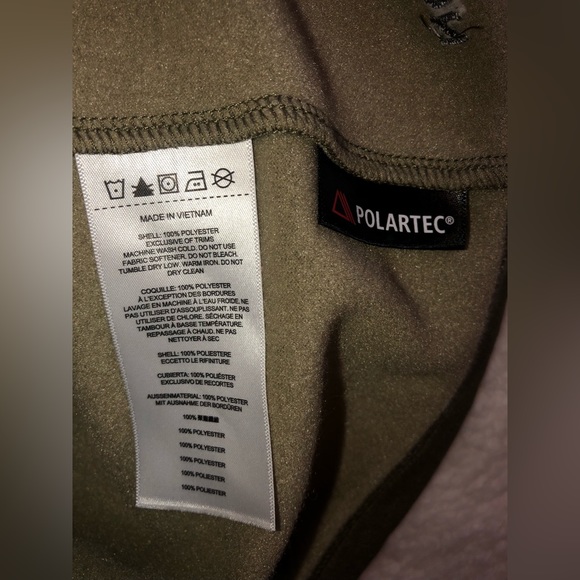 MADE IN VIETNAM
SHELL: 100% POLYESTER
EXCLUSIVE OF TRIMS
MACHINE WASH COLD. DO NOT USE
FABRIC SOFTENER. DO NOT BLEACH.
TUMBLE DRY LOW. WARM IRON. DO NOT
DRY CLEAN
COQUILLE: 100% POLYESTER
À L'EXCEPTION DES BORDURES
LAVAGE EN MACHINE À L'EAU FROIDE, NE
PAS UTILIZER D'ASSOUPLISSANT. NE PAS
UTILISER DE CHLORE. SÉCHAGE EN
TAMBOUR À BASSE TEMPÉRATURE.
REPASSAGE À CHAUD. NE PAS
NETTOYER À SEC
SHELL: 100% POLIESTERE
ECCETTO LE RIFINITURE
CUBIERTA: 100% POLIÉSTER
EXCLUSIVO DE RECORTES
AUSSENMATERIAL: 100% POLYESTER
MIT AUSNAHME DER BORDÜREN
100%
100% POLYESTER
100% POLYESTER
100% POLYESTER
100% POLIESTER
100% POLIESTER
POLARTEC®